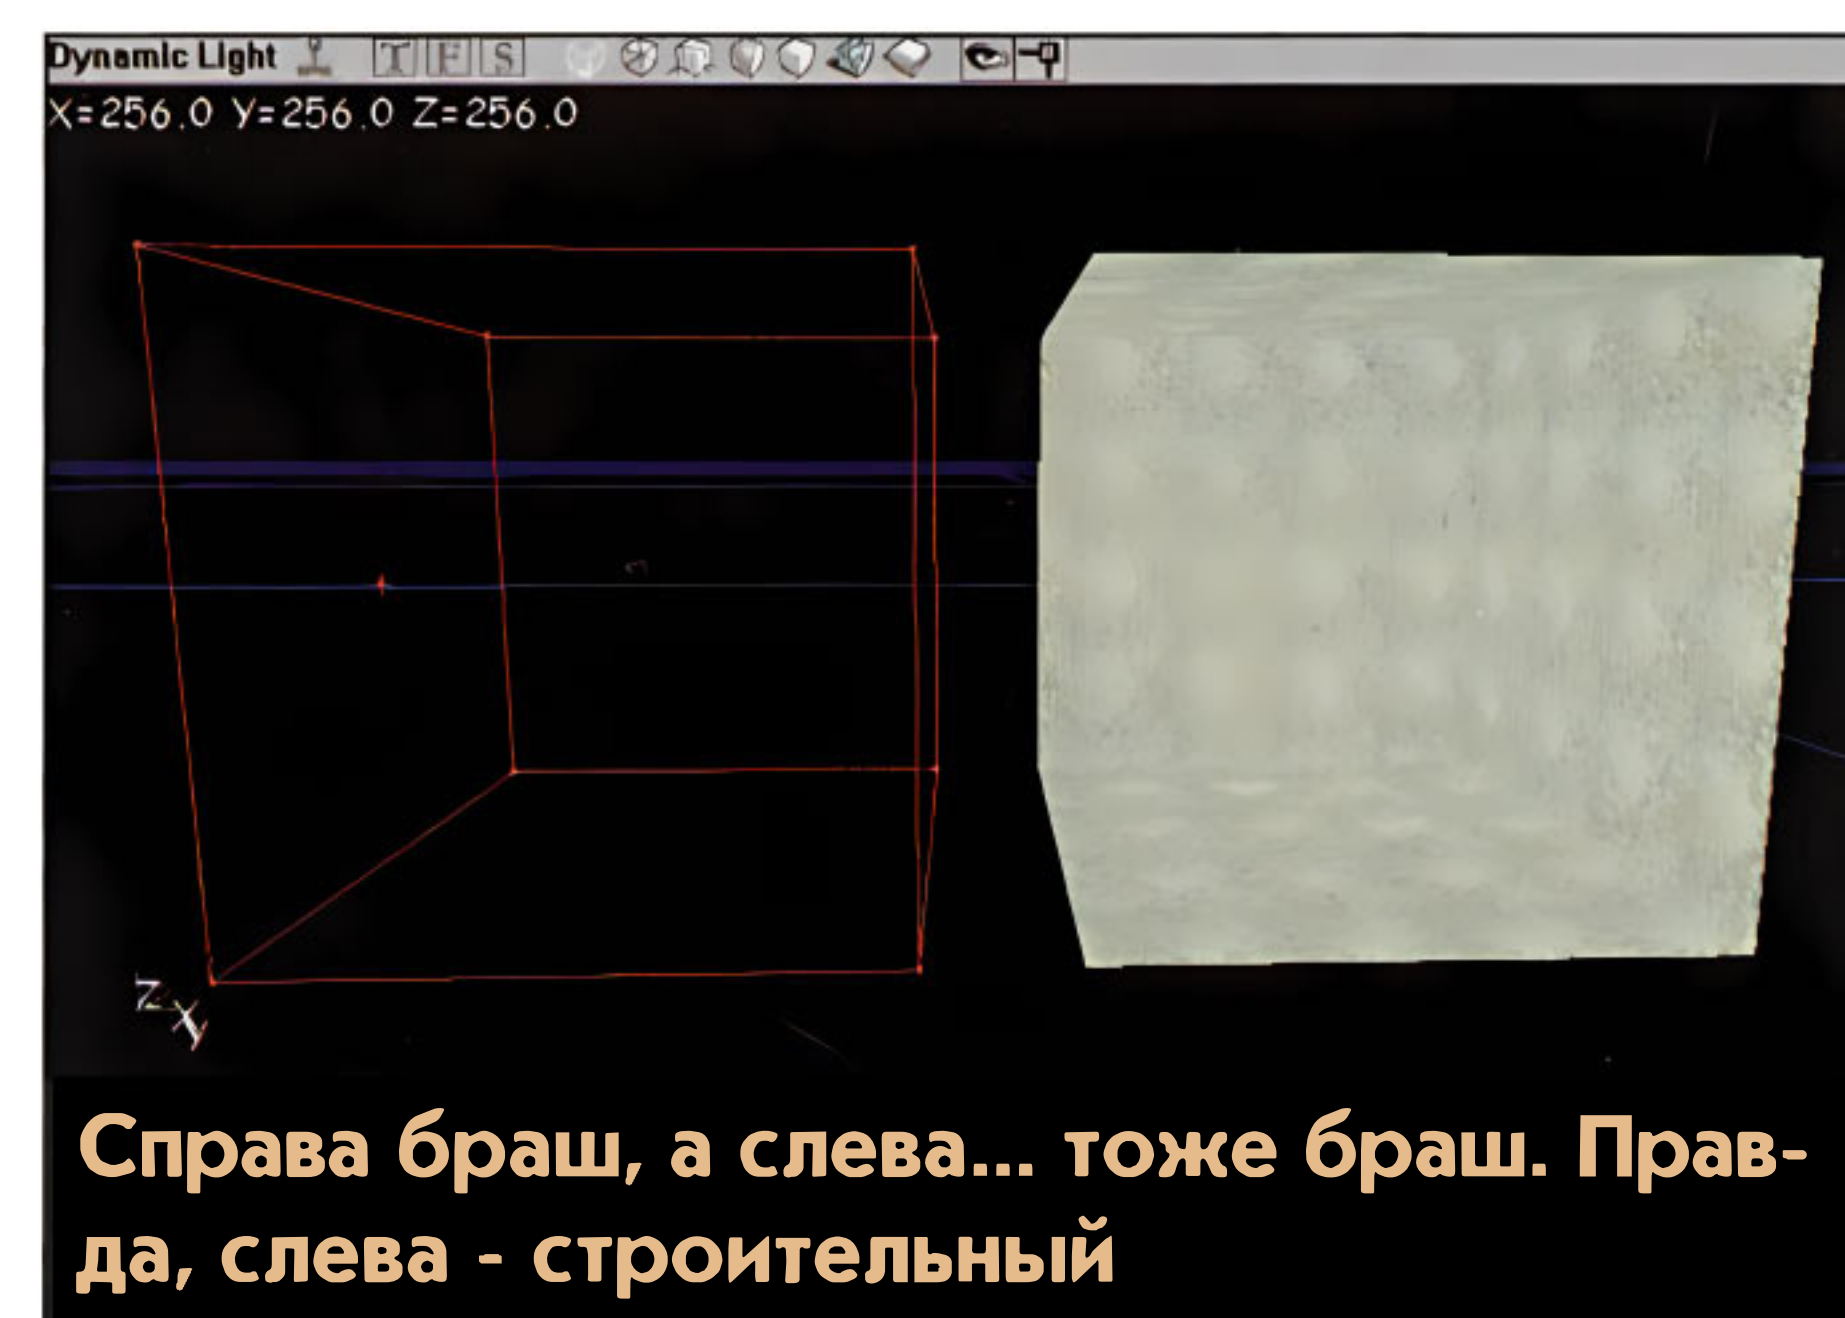 Dynamic Light T F S
X=256.0 Y=256.0 Z=256.0
Z X Y
Справа браш, а слева... тоже браш. Прав-
да, слева - строительный